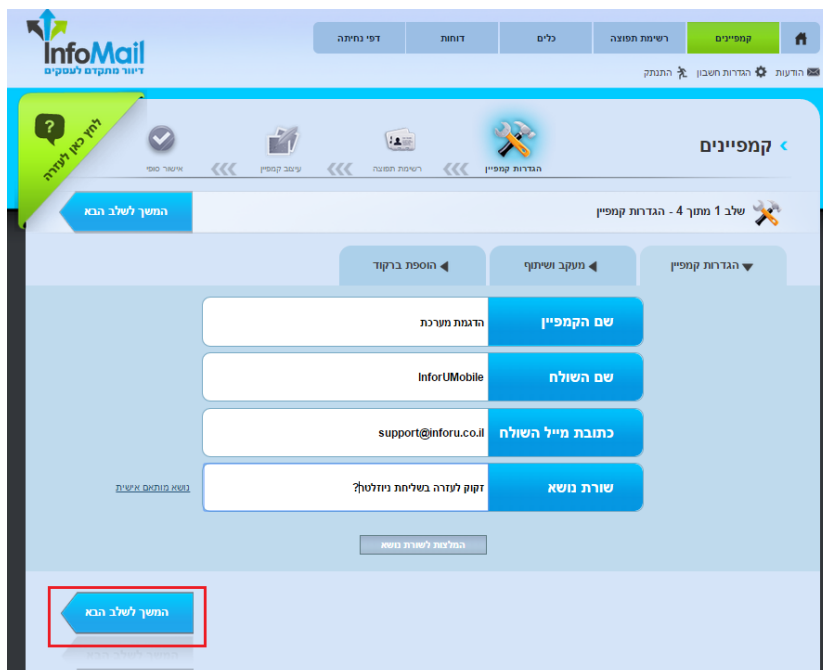 InfoMail
דיוור מתקדם לעסקים
קמפיינים
רשימת תפוצה
כלים
דוחות
דפי נחיתה
הודעות
הגדרות חשבון
התנתק
?
לחץ כאן לעזרה
קמפיינים
הגדרות קמפיין
רשימת תפוצה
עיצוב קמפיין
אישור סופי
שלב 1 מתוך 4 - הגדרות קמפיין
המשך לשלב הבא
הגדרות קמפיין
מעקב ושיתוף
הוספת ברקוד
שם הקמפיין
הדגמת מערכת
שם השולח
InforUMobile
כתובת מייל השולח
support@inforu.co.il
שורת נושא
זקוק לעזרה בשליחת ניוזלטר?
נושא מותאם אישית
המלצות לשורת נושא
המשך לשלב הבא